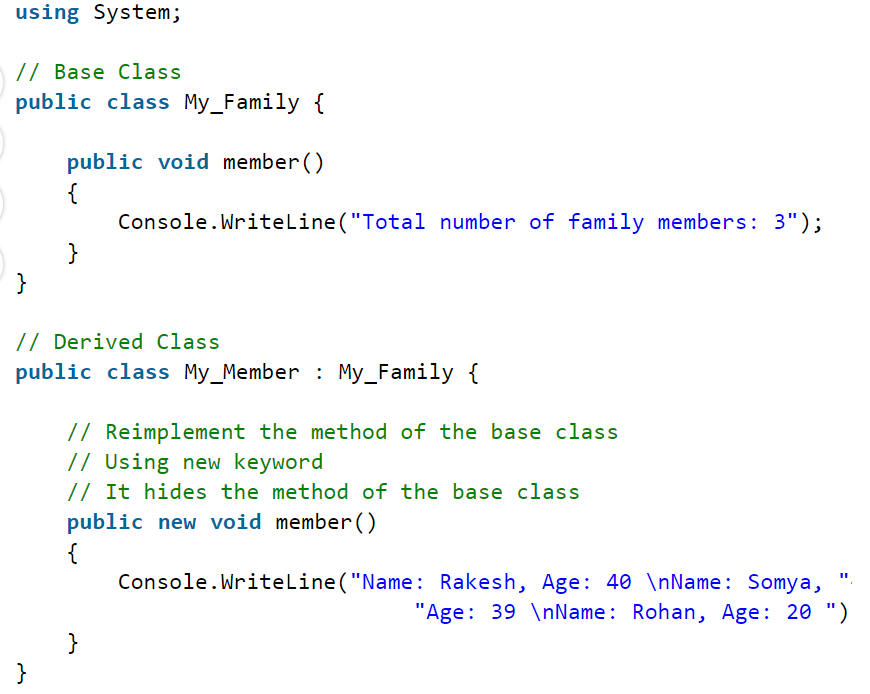 using System;
// Base Class
public class My_Family {
    public void member()
    {
        Console.WriteLine("Total number of family members: 3");
    }
}
// Derived Class
public class My_Member : My_Family {
    // Reimplement the method of the base class
    // Using new keyword
    // It hides the method of the base class
    public new void member()
    {
        Console.WriteLine("Name: Rakesh, Age: 40 \nName: Somya, "
                               "Age: 39 \nName: Rohan, Age: 20 ")
    }
}